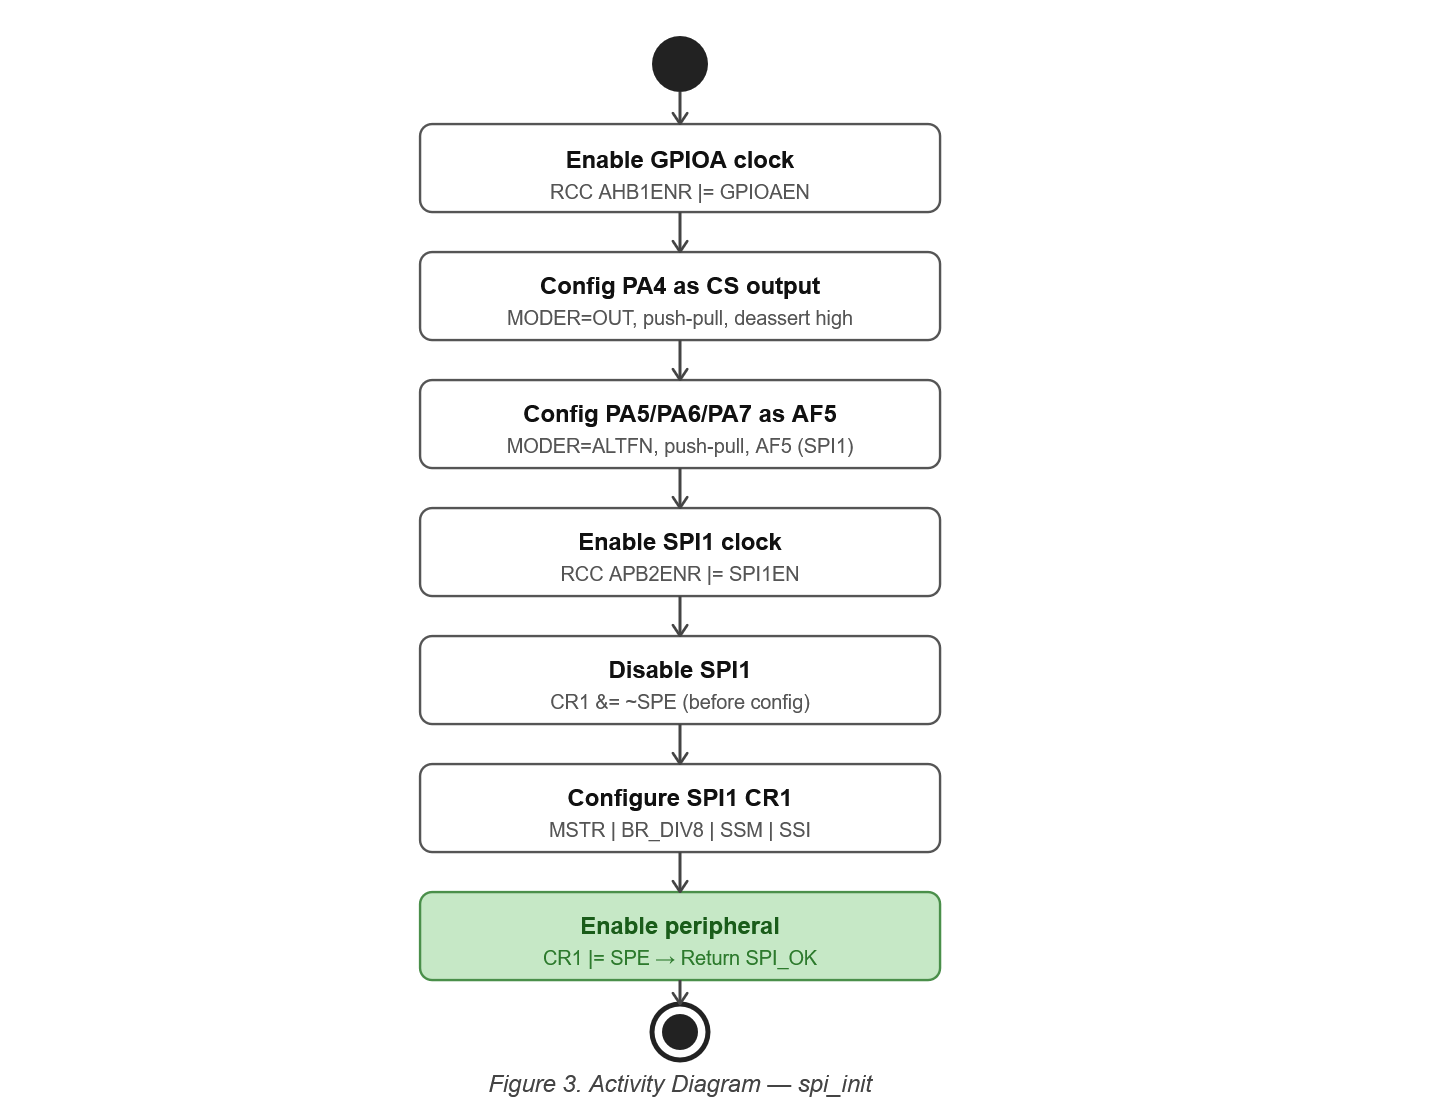 Enable GPIOA clock
RCC AHB1ENR |= GPIOAEN
Config PA4 as CS output
MODER=OUT, push-pull, deassert high
Config PA5/PA6/PA7 as AF5
MODER=ALTFN, push-pull, AF5 (SPI1)
Enable SPI1 clock
RCC APB2ENR |= SPI1EN
Disable SPI1
CR1 &= ~SPE (before config)
Configure SPI1 CR1
MSTR | BR_DIV8 | SSM | SSI
Enable peripheral
CR1 |= SPE → Return SPI_OK
Figure 3. Activity Diagram — spi_init